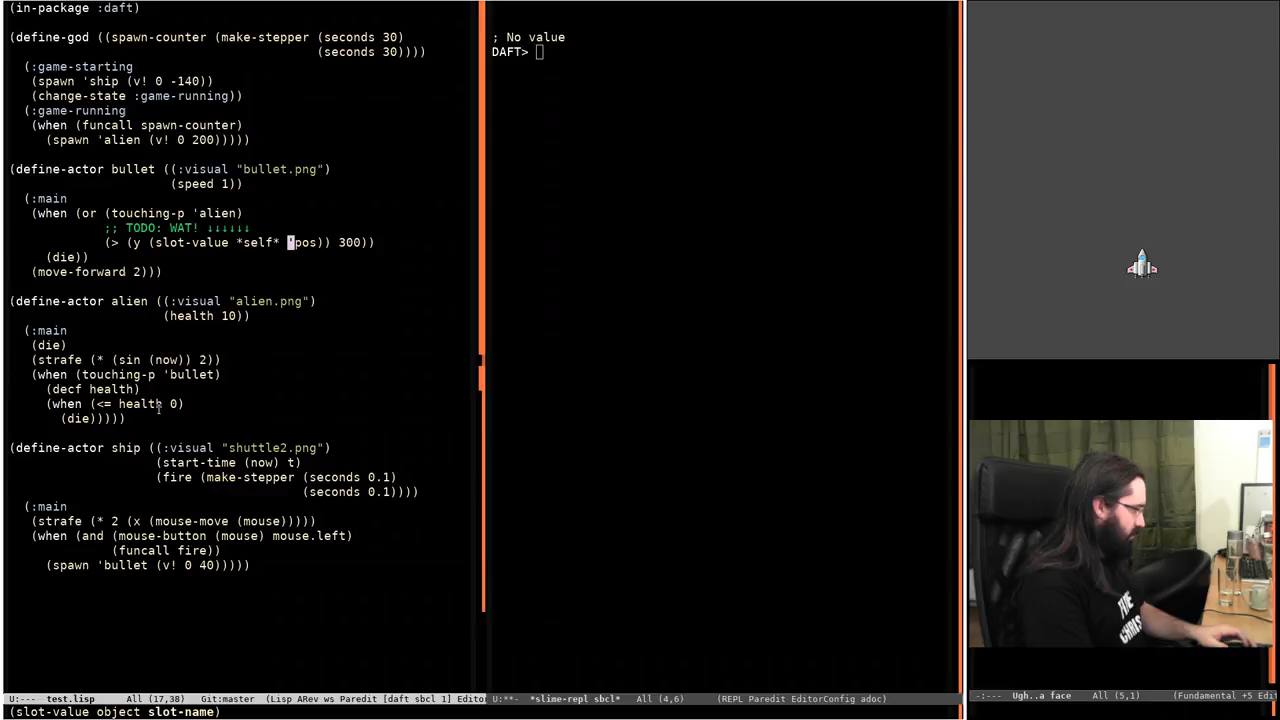 (in-package :daft)
(define-god ((spawn-counter (make-stepper (seconds 30)
(seconds 30))))
(:game-starting
(spawn 'ship (v! 0 -140))
(change-state :game-running))
(:game-running
(when (funcall spawn-counter)
(spawn 'alien (v! 0 200)))))
(define-actor bullet ((:visual "bullet.png")
(speed 1))
(:main
(when (or (touching-p 'alien)
;; TODO: WAT! ↓↓↓↓↓↓
(> (y (slot-value *self* 'pos)) 300))
(die))
(move-forward 2)))
(define-actor alien ((:visual "alien.png")
(health 10))
(:main
(die)
(strafe (* (sin (now)) 2))
(when (touching-p 'bullet)
(decf health)
(when (<= health 0)
(die)))))
(define-actor ship ((:visual "shuttle2.png")
(start-time (now) t)
(fire (make-stepper (seconds 0.1)
(seconds 0.1))))
(:main
(strafe (* 2 (x (mouse-move (mouse)))))
(when (and (mouse-button (mouse) mouse.left)
(funcall fire))
(spawn 'bullet (v! 0 40)))))
U:--- test.lisp All (17,38) Git:master (Lisp ARev ws Paredit [daft sbcl 1] Editor
(slot-value object slot-name)
; No value
DAFT>
U:**- *slime-repl sbcl* All (4,6) (REPL Paredit EditorConfig adoc)
THE
CHRIS
-:--- Ugh..a face All (5,1) (Fundamental +5 Edi